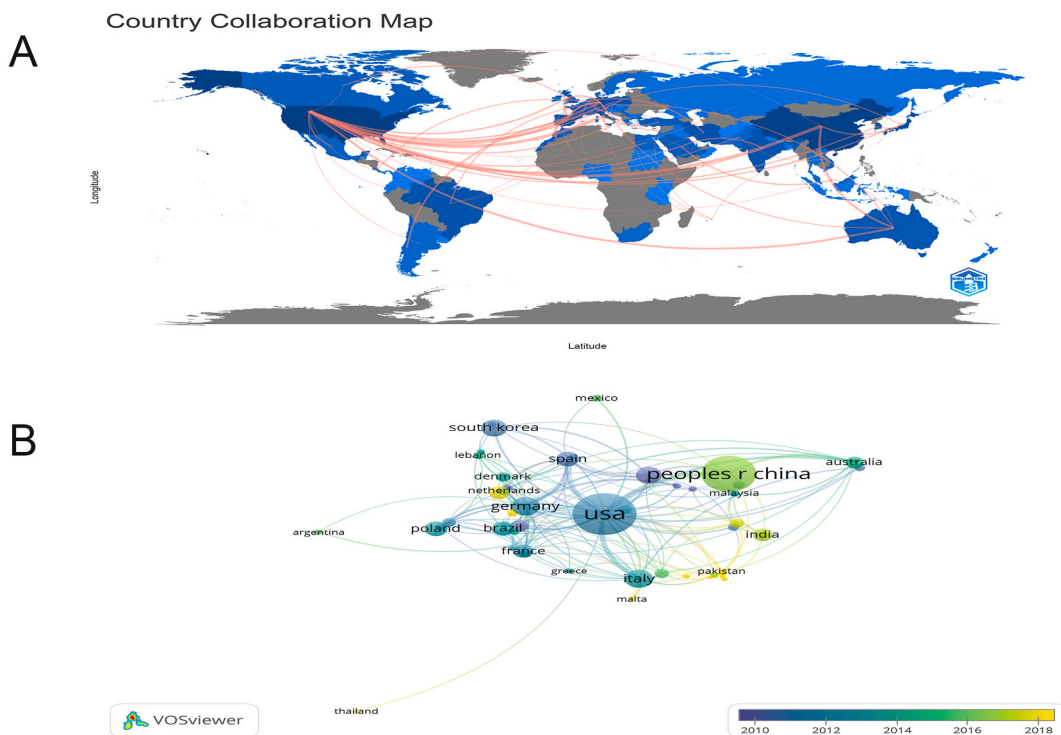 Country Collaboration Map
A
Longitude
BIBLIOMETRIX
Latitude
B
mexico
south korea
lebanon
spain
peoples r china
australia
denmark
netherlands
malaysia
germany
usa
argentina
poland
brazil
india
france
greece
italy
pakistan
malta
thailand
VOSviewer
2010 2012 2014 2016 2018